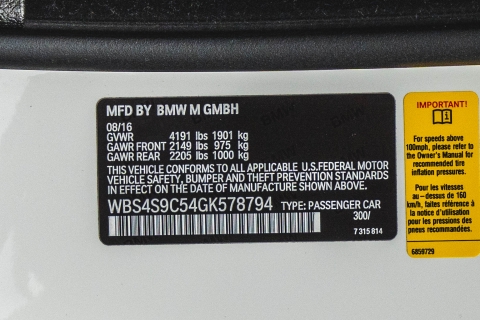 MFD BY BMW M GMBH
08/16
GVWR 4191 lbs 1901 kg
GAWR FRONT 2149 lbs 975 kg
GAWR REAR 2205 lbs 1000 kg
THIS VEHICLE CONFORMS TO ALL APPLICABLE U.S.FEDERAL MOTOR
VEHICLE SAFETY, BUMPER, AND THEFT PREVENTION STANDARDS
IN EFFECT ON THE DATE OF MANUFACTURE SHOWN ABOVE.
WBS4S9C54GK578794 TYPE: PASSENGER CAR
300/
7 315 814
IMPORTANT!
For speeds above
100mph, please refer to
the Owner's Manual for
recommended tire
inflation pressures.
Pour les vitesses
au – dessus de 160
km/h, faites référence à
la notice d'utilisation
pour les pressions de
pneus recommandées.
6859729